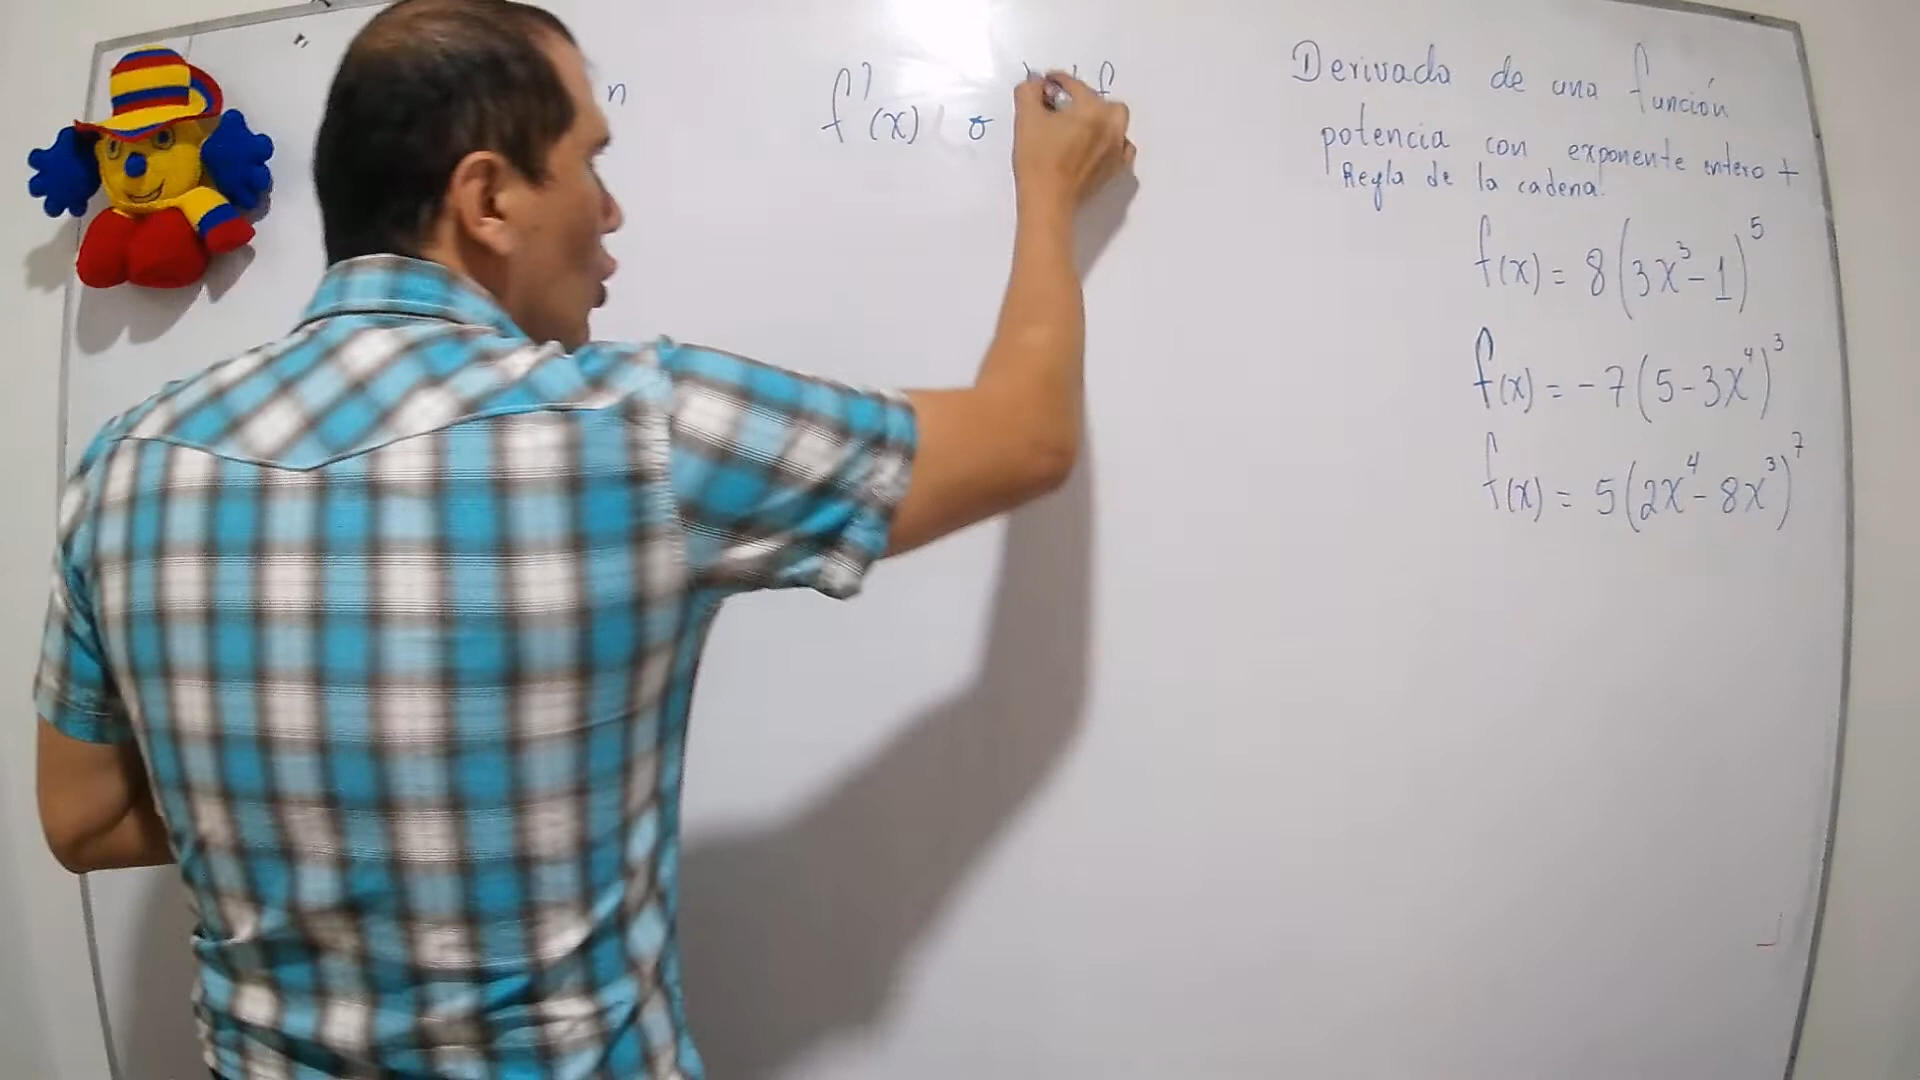 n
f'(x) o
Derivada de una función
potencia con exponente entero +
Regla de la cadena.
f(x) = 8(3x³-1)⁵
f(x) = -7(5-3x⁴)³
f(x) = 5(2x⁴-8x³)⁷